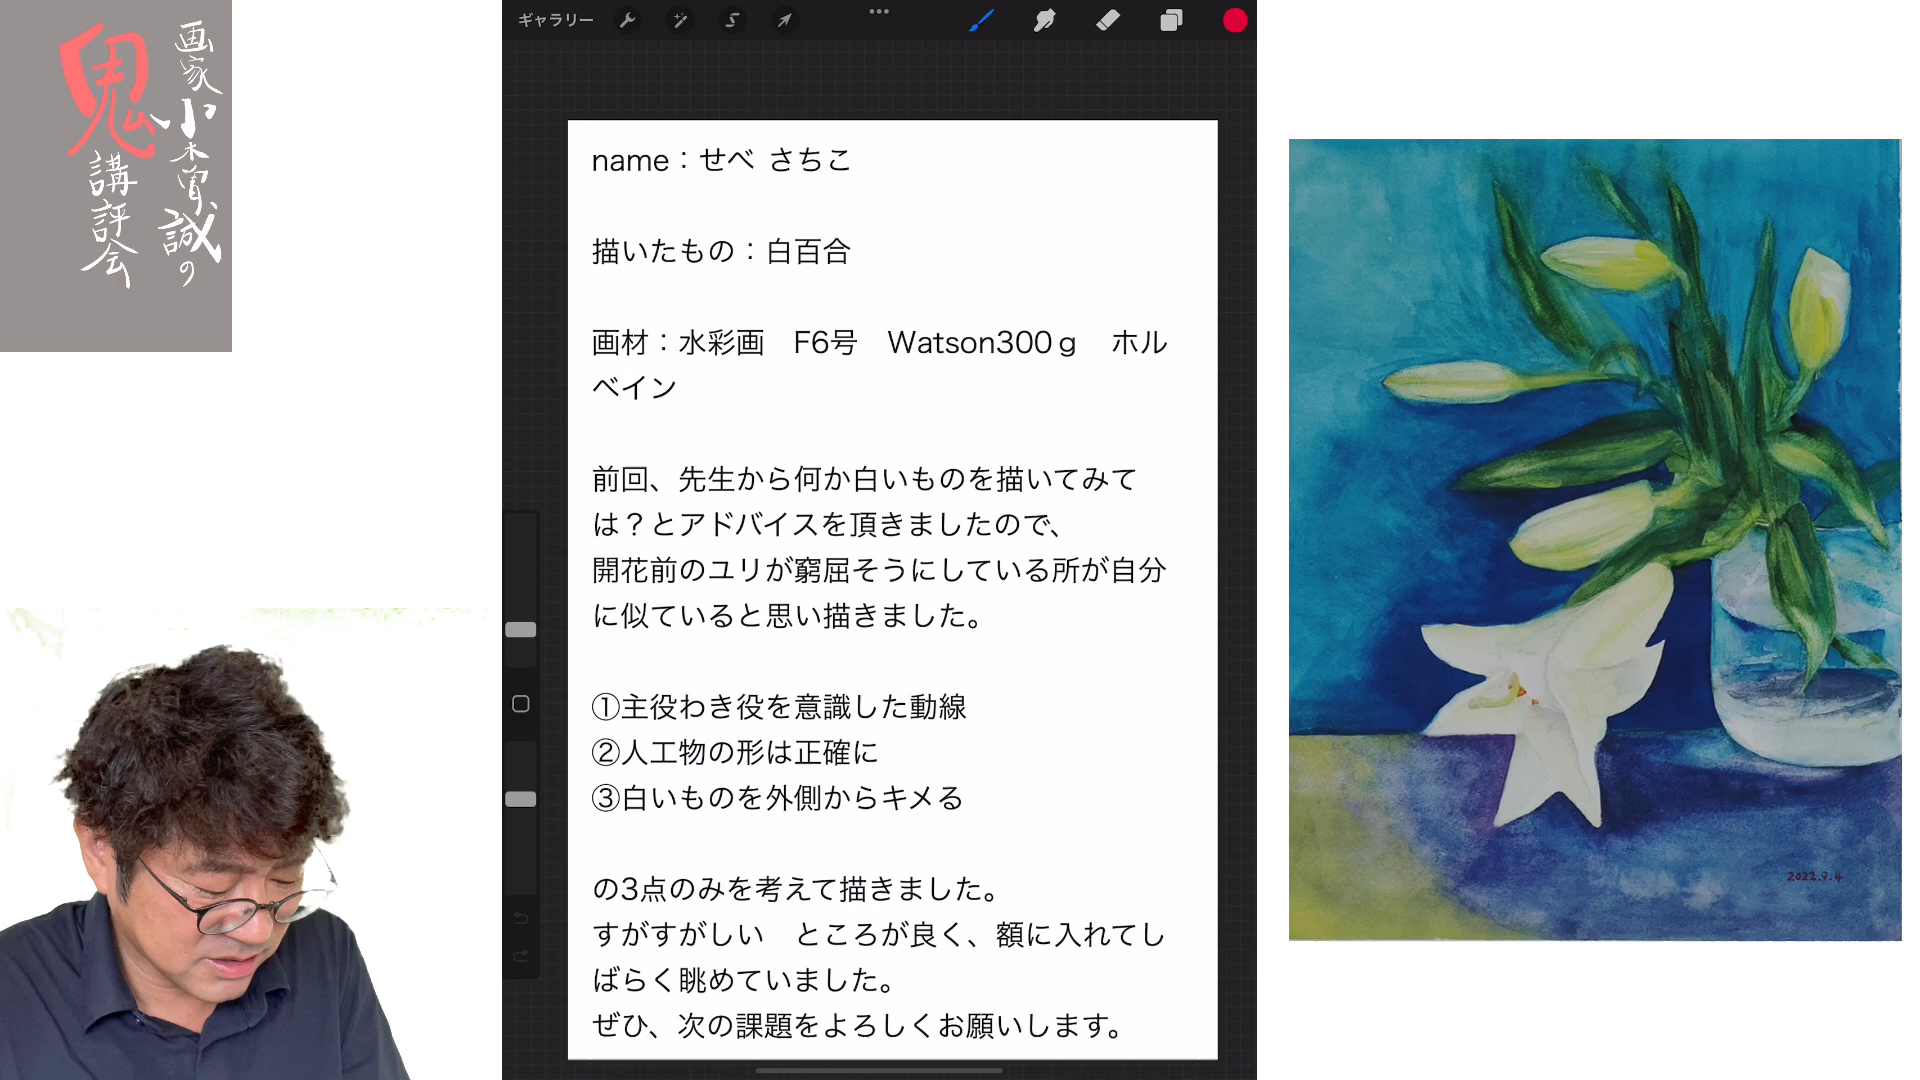 画家小木曽誠の
鬼
講評会
ギャラリー
name：せべ さちこ
描いたもの：白百合
画材：水彩画　F6号　Watson300ｇ　ホル
ベイン
前回、先生から何か白いものを描いてみて
は？とアドバイスを頂きましたので、
開花前のユリが窮屈そうにしている所が自分
に似ていると思い描きました。
①主役わき役を意識した動線
②人工物の形は正確に
③白いものを外側からキメる
の3点のみを考えて描きました。
すがすがしい　ところが良く、額に入れてし
ばらく眺めていました。
ぜひ、次の課題をよろしくお願いします。
2022.9.4